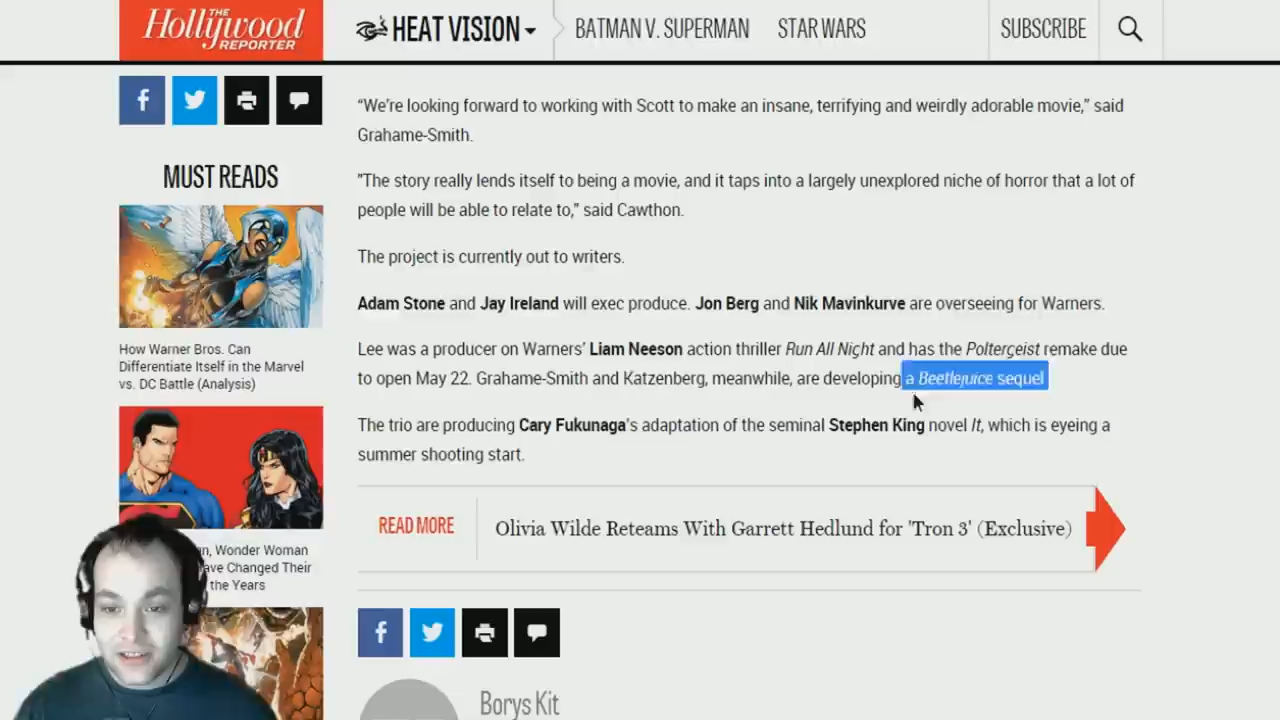 THE
Hollywood
REPORTER
HEAT VISION
BATMAN V. SUPERMAN
STAR WARS
SUBSCRIBE
“We’re looking forward to working with Scott to make an insane, terrifying and weirdly adorable movie,” said
Grahame-Smith.
"The story really lends itself to being a movie, and it taps into a largely unexplored niche of horror that a lot of
people will be able to relate to,” said Cawthon.
The project is currently out to writers.
Adam Stone and Jay Ireland will exec produce. Jon Berg and Nik Mavinkurve are overseeing for Warners.
Lee was a producer on Warners’ Liam Neeson action thriller Run All Night and has the Poltergeist remake due
to open May 22. Grahame-Smith and Katzenberg, meanwhile, are developing a Beetlejuice sequel
The trio are producing Cary Fukunaga’s adaptation of the seminal Stephen King novel It, which is eyeing a
summer shooting start.
READ MORE
Olivia Wilde Reteams With Garrett Hedlund for 'Tron 3' (Exclusive)
Borys Kit
MUST READS
How Warner Bros. Can
Differentiate Itself in the Marvel
vs. DC Battle (Analysis)
Wonder Woman
Have Changed Their
the Years